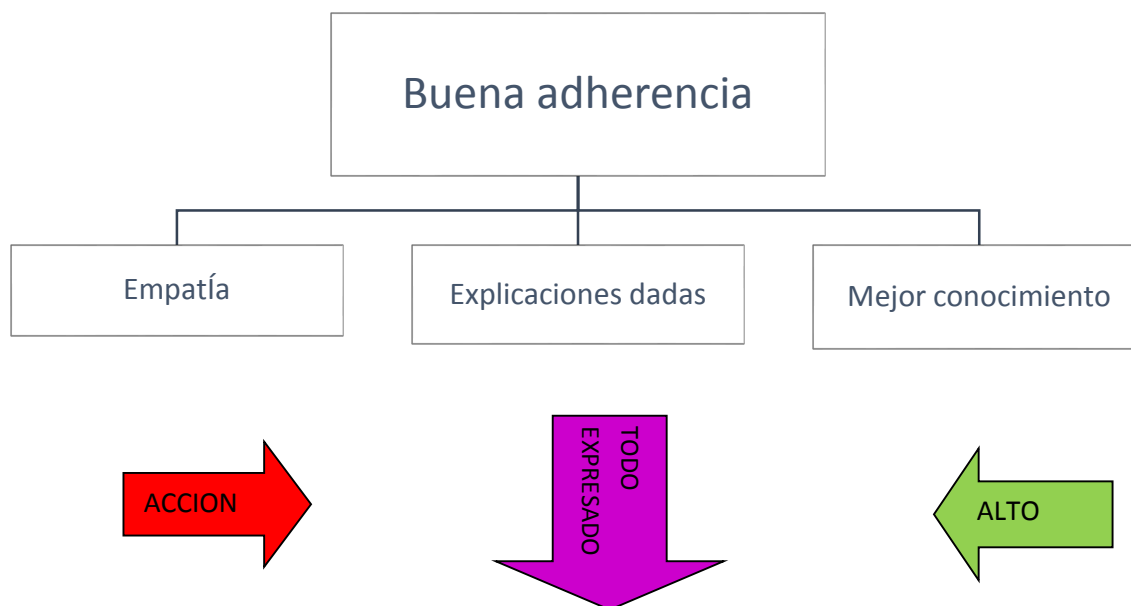 Buena adherencia
EmpatÍa
Explicaciones dadas
Mejor conocimiento
ACCION
TODO
EXPRESADO
ALTO